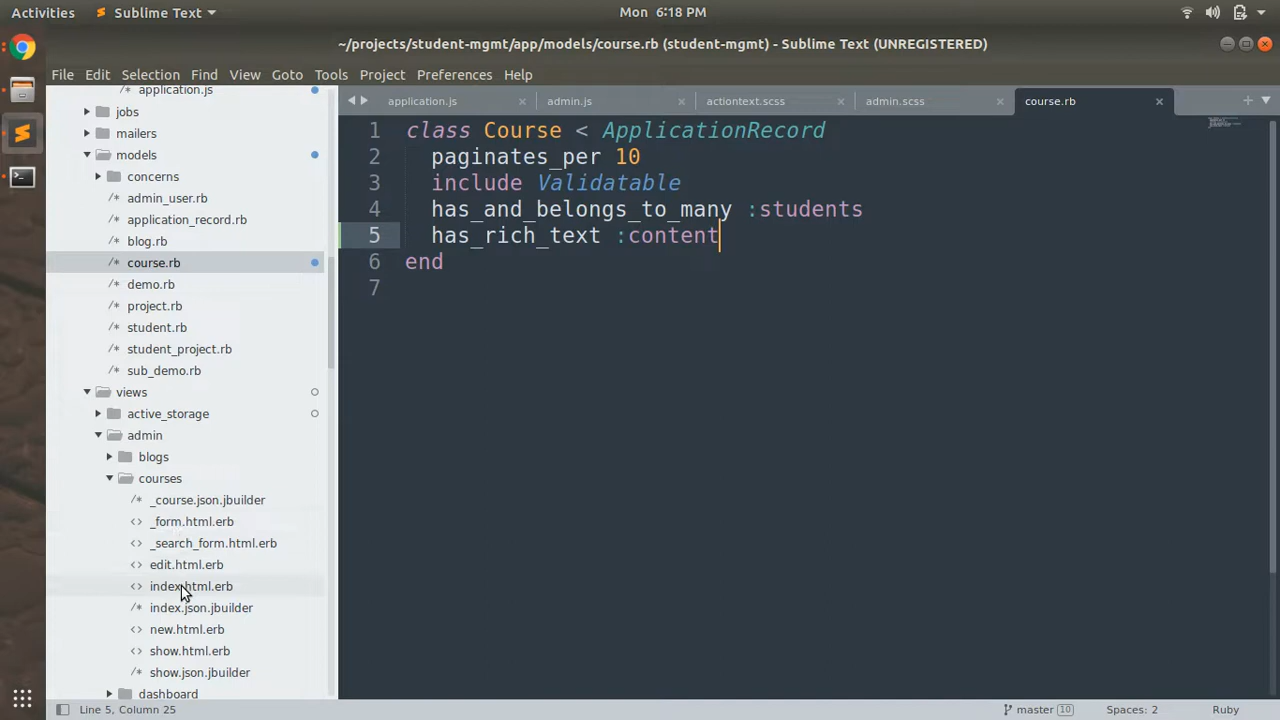 Activities
Sublime Text
Mon 6:18 PM
~/projects/student-mgmt/app/models/course.rb (student-mgmt) - Sublime Text (UNREGISTERED)
File Edit Selection Find View Goto Tools Project Preferences Help
/* application.js
jobs
mailers
models
concerns
/* admin_user.rb
/* application_record.rb
/* blog.rb
/* course.rb
/* demo.rb
/* project.rb
/* student.rb
/* student_project.rb
/* sub_demo.rb
views
active_storage
admin
blogs
courses
/* _course.json.jbuilder
<> _form.html.erb
<> _search_form.html.erb
<> edit.html.erb
<> index.html.erb
/* index.json.jbuilder
<> new.html.erb
<> show.html.erb
/* show.json.jbuilder
dashboard
application.js × admin.js × actiontext.scss × admin.scss × course.rb ×
1 class Course < ApplicationRecord
2 paginates_per 10
3 include Validatable
4 has_and_belongs_to_many :students
5 has_rich_text :content
6 end
7
Line 5, Column 25
master 10
Spaces: 2
Ruby